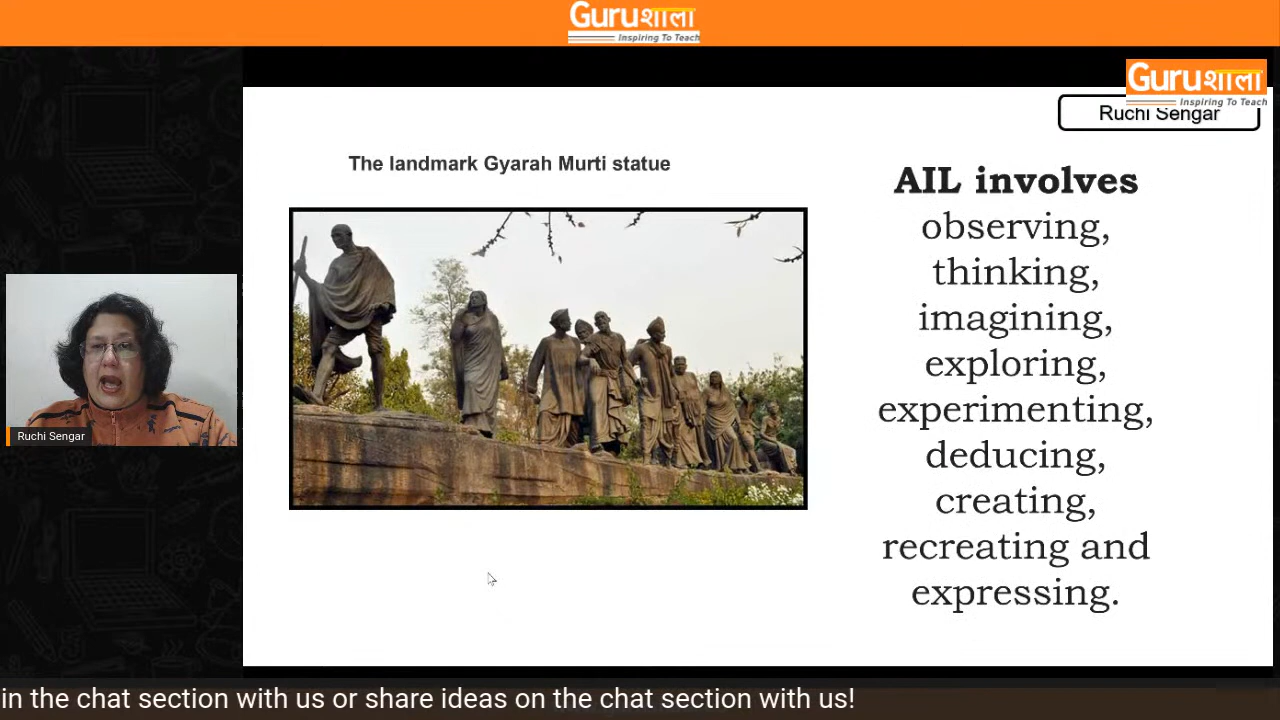 Guruशाला
Inspiring To Teach
Guruशाला
Inspiring To Teach
Ruchi Sengar
The landmark Gyarah Murti statue
AIL involves
observing,
thinking,
imagining,
exploring,
experimenting,
deducing,
creating,
recreating and
expressing.
Ruchi Sengar
in the chat section with us or share ideas on the chat section with us!